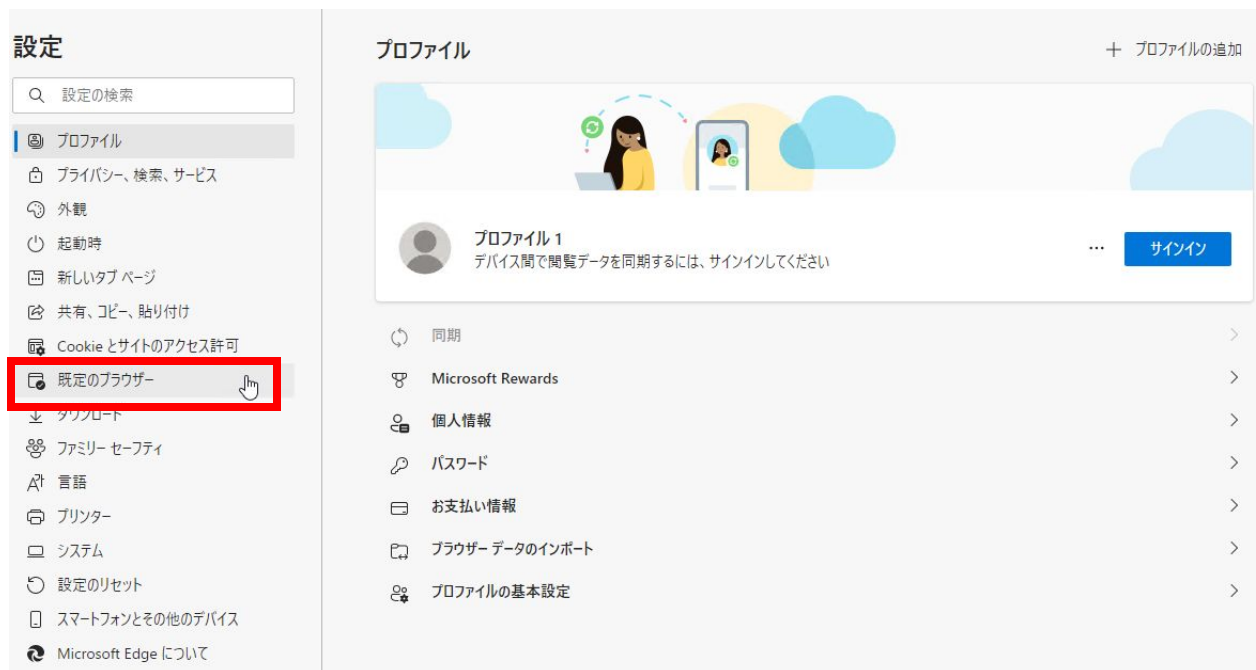 設定
設定の検索
プロファイル
プライバシー、検索、サービス
外観
起動時
新しいタブ ページ
共有、コピー、貼り付け
Cookie とサイトのアクセス許可
既定のブラウザー
ダウンロード
ファミリー セーフティ
言語
プリンター
システム
設定のリセット
スマートフォンとその他のデバイス
Microsoft Edge について
プロファイル
プロファイルの追加
プロファイル 1
デバイス間で閲覧データを同期するには、サインインしてください
サインイン
同期
Microsoft Rewards
個人情報
パスワード
お支払い情報
ブラウザー データのインポート
プロファイルの基本設定